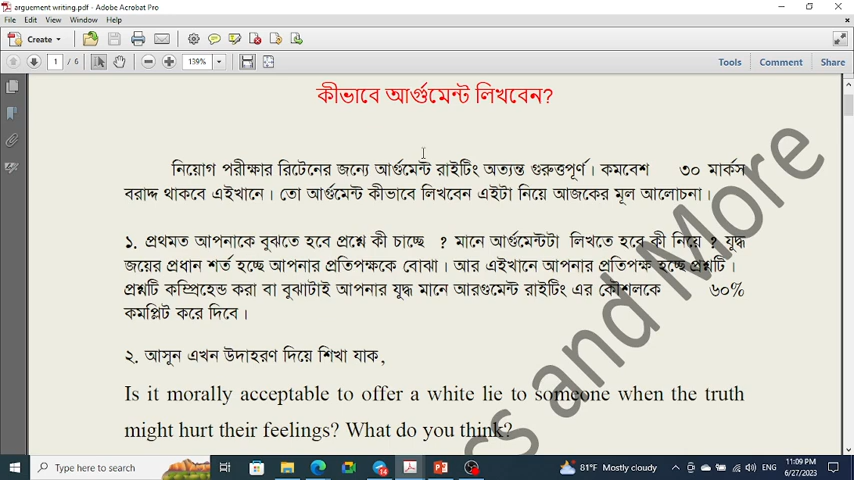 arguement writing.pdf - Adobe Acrobat Pro
File Edit View Window Help
Create
1 / 6
139%
Tools Comment Share
কীভাবে আর্গুমেন্ট লিখবেন?
নিয়োগ পরীক্ষার রিটেনের জন্যে আর্গুমেন্ট রাইটিং অত্যন্ত গুরুত্তপূর্ণ। কমবেশ ৩০ মার্কস
বরাদ্দ থাকবে এইখানে। তো আর্গুমেন্ট কীভাবে লিখবেন এইটা নিয়ে আজকের মূল আলোচনা।
১. প্রথমত আপনাকে বুঝতে হবে প্রশ্নে কী চাচ্ছে ? মানে আর্গুমেন্টটা লিখতে হবে কী নিয়ে ? যুদ্ধ
জয়ের প্রধান শর্ত হচ্ছে আপনার প্রতিপক্ষকে বোঝা। আর এইখানে আপনার প্রতিপক্ষ হচ্ছে প্রশ্নটি।
প্রশ্নটি কম্প্রিহেন্ড করা বা বুঝাটাই আপনার যুদ্ধ মানে আরগুমেন্ট রাইটিং এর কৌশলকে ৬০%
কমপ্লিট করে দিবে।
২. আসুন এখন উদাহরণ দিয়ে শিখা যাক,
Is it morally acceptable to offer a white lie to someone when the truth
might hurt their feelings? What do you think?
cs and More
Type here to search
14
81°F Mostly cloudy
ENG
11:09 PM
6/27/2023